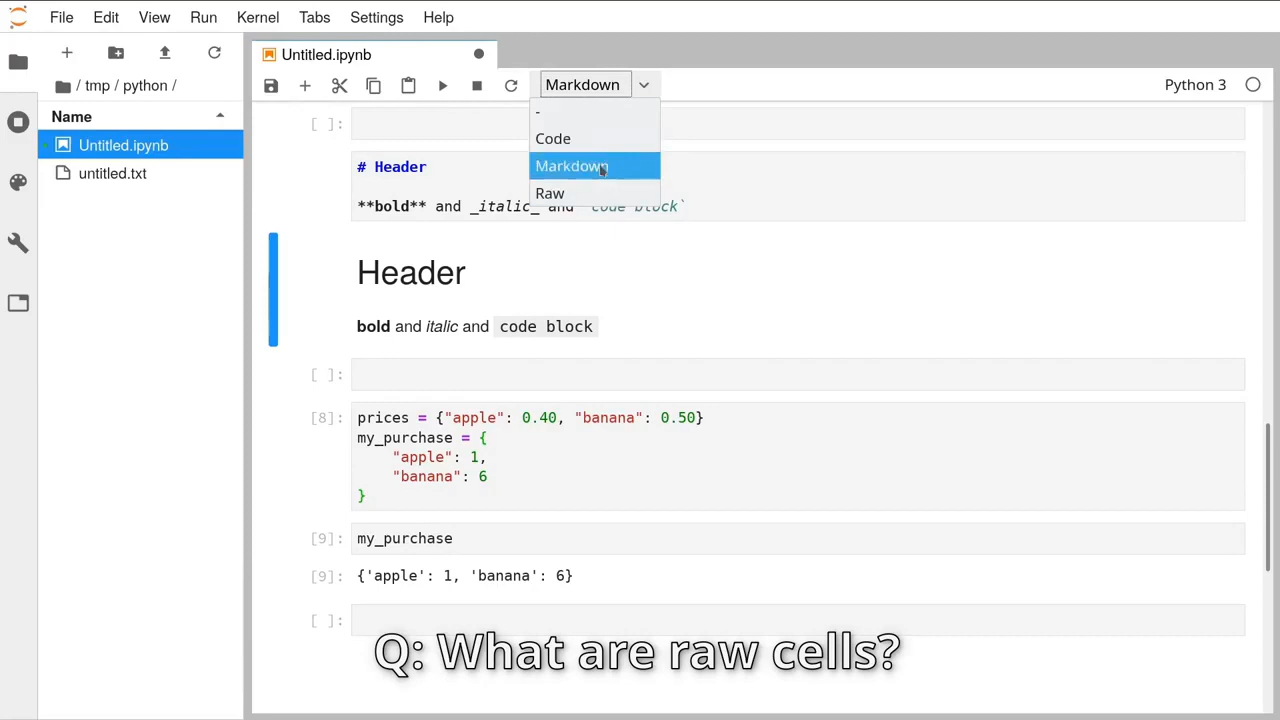 File Edit View Run Kernel Tabs Settings Help
Untitled.ipynb
Markdown
Python 3
/ tmp / python /
Name
Untitled.ipynb
untitled.txt
-
Code
Markdown
Raw
[ ]:
# Header
**bold** and _italic_ and `code block`
Header
bold and italic and code block
[ ]:
[8]: prices = {"apple": 0.40, "banana": 0.50}
my_purchase = {
"apple": 1,
"banana": 6
}
[9]: my_purchase
[9]: {'apple': 1, 'banana': 6}
[ ]:
Q: What are raw cells?